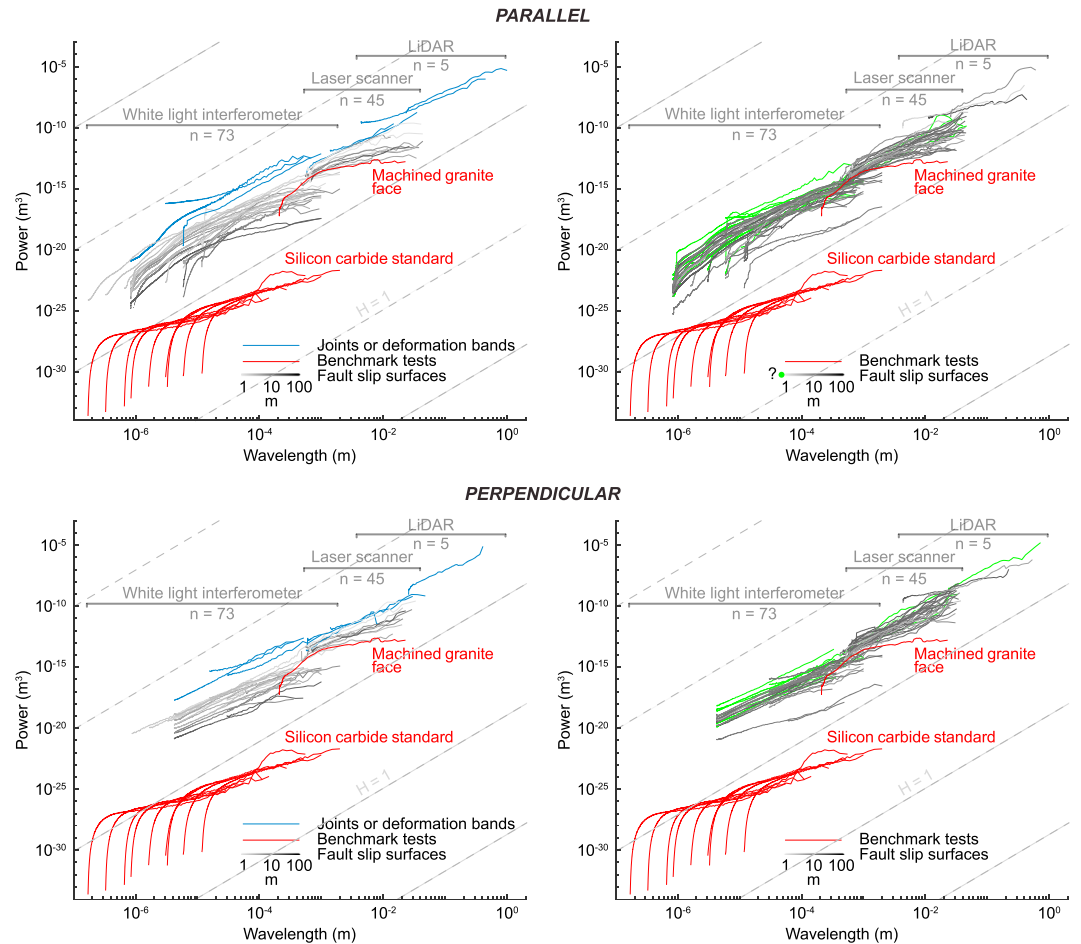 PARALLEL
LiDAR
n = 5
Laser scanner
n = 45
White light interferometer
n = 73
Machined granite
face
Silicon carbide standard
H = 1
Joints or deformation bands
Benchmark tests
Fault slip surfaces
1 10 100
m
Power (m³)
10⁻⁵
10⁻¹⁰
10⁻¹⁵
10⁻²⁰
10⁻²⁵
10⁻³⁰
10⁻⁶
10⁻⁴
10⁻²
10⁰
Wavelength (m)
LiDAR
n = 5
Laser scanner
n = 45
White light interferometer
n = 73
Machined granite
face
Silicon carbide standard
H = 1
Benchmark tests
? Fault slip surfaces
1 10 100
m
Power (m³)
10⁻⁵
10⁻¹⁰
10⁻¹⁵
10⁻²⁰
10⁻²⁵
10⁻³⁰
10⁻⁶
10⁻⁴
10⁻²
10⁰
Wavelength (m)
PERPENDICULAR
LiDAR
n = 5
Laser scanner
n = 45
White light interferometer
n = 73
Machined granite
face
Silicon carbide standard
H = 1
Joints or deformation bands
Benchmark tests
Fault slip surfaces
1 10 100
m
Power (m³)
10⁻⁵
10⁻¹⁰
10⁻¹⁵
10⁻²⁰
10⁻²⁵
10⁻³⁰
10⁻⁶
10⁻⁴
10⁻²
10⁰
Wavelength (m)
LiDAR
n = 5
Laser scanner
n = 45
White light interferometer
n = 73
Machined granite
face
Silicon carbide standard
H = 1
Benchmark tests
Fault slip surfaces
1 10 100
m
Power (m³)
10⁻⁵
10⁻¹⁰
10⁻¹⁵
10⁻²⁰
10⁻²⁵
10⁻³⁰
10⁻⁶
10⁻⁴
10⁻²
10⁰
Wavelength (m)